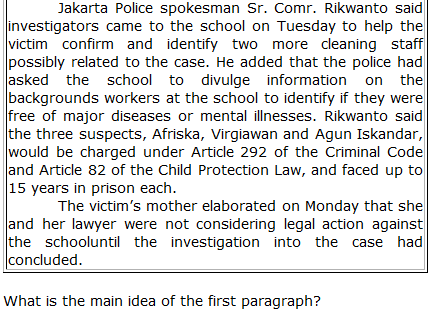 Jakarta Police spokesman Sr. Comr. Rikwanto said
investigators came to the school on Tuesday to help the
victim confirm and identify two more cleaning staff
possibly related to the case. He added that the police had
asked the school to divulge information on the
backgrounds workers at the school to identify if they were
free of major diseases or mental illnesses. Rikwanto said
the three suspects, Afriska, Virgiawan and Agun Iskandar,
would be charged under Article 292 of the Criminal Code
and Article 82 of the Child Protection Law, and faced up to
15 years in prison each.
The victim's mother elaborated on Monday that she
and her lawyer were not considering legal action against
the schooluntil the investigation into the case had
concluded.
What is the main idea of the first paragraph?